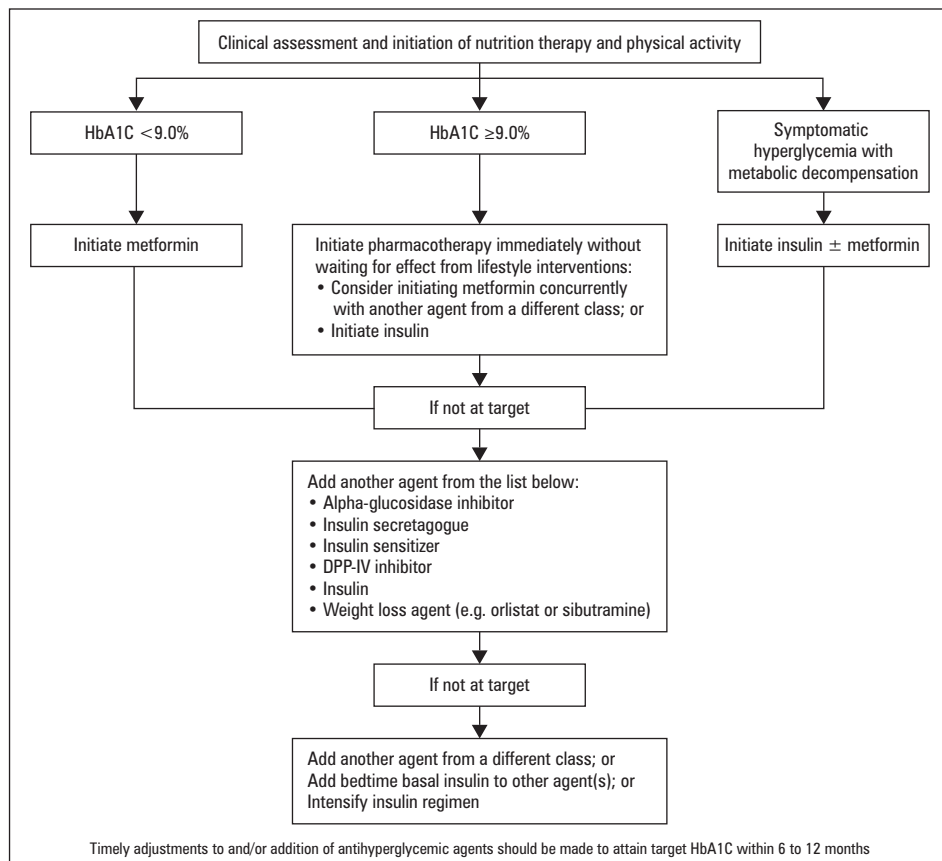 Clinical assessment and initiation of nutrition therapy and physical activity
HbA1C <9.0%
HbA1C ≥9.0%
Symptomatic
hyperglycemia with
metabolic decompensation
Initiate metformin
Initiate pharmacotherapy immediately without
waiting for effect from lifestyle interventions:
• Consider initiating metformin concurrently
with another agent from a different class; or
• Initiate insulin
Initiate insulin ± metformin
If not at target
Add another agent from the list below:
• Alpha-glucosidase inhibitor
• Insulin secretagogue
• Insulin sensitizer
• DPP-IV inhibitor
• Insulin
• Weight loss agent (e.g. orlistat or sibutramine)
If not at target
Add another agent from a different class; or
Add bedtime basal insulin to other agent(s); or
Intensify insulin regimen
Timely adjustments to and/or addition of antihyperglycemic agents should be made to attain target HbA1C within 6 to 12 months